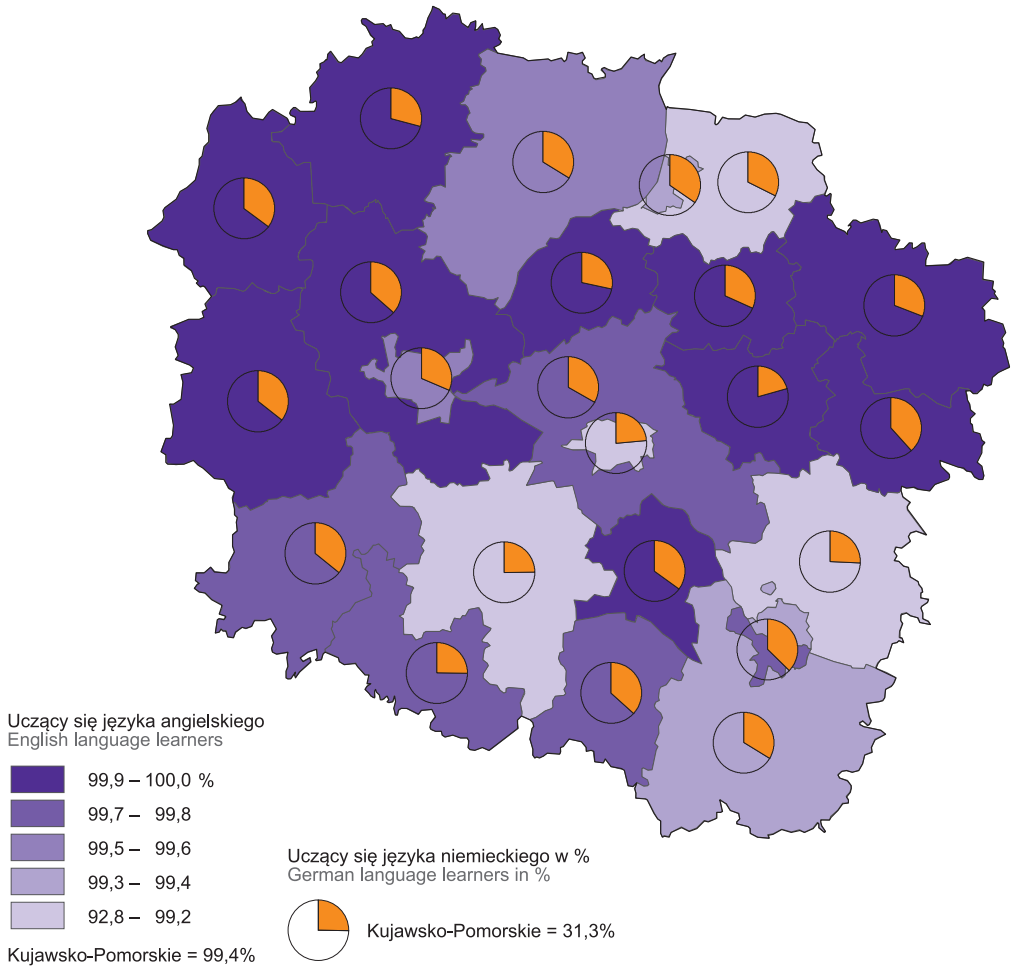 Uczący się języka angielskiego
English language learners
99,9 – 100,0 %
99,7 – 99,8
99,5 – 99,6
99,3 – 99,4
92,8 – 99,2
Kujawsko-Pomorskie = 99,4%
Uczący się języka niemieckiego w %
German language learners in %
Kujawsko-Pomorskie = 31,3%